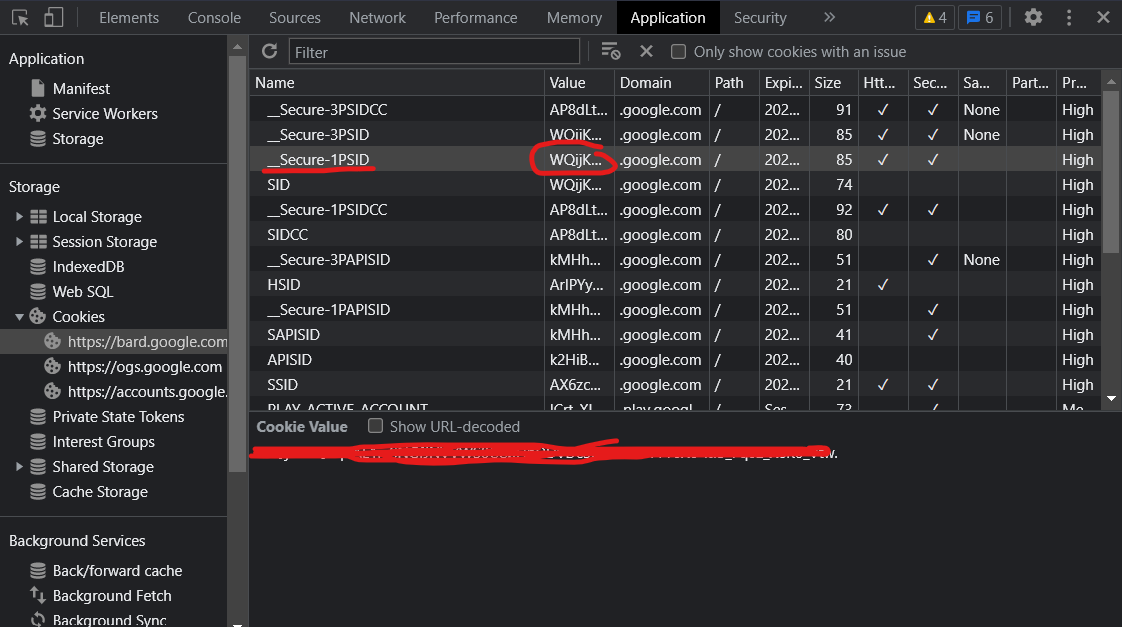 Elements Console Sources Network Performance Memory Application Security 4 6
Application
Manifest
Service Workers
Storage
Storage
Local Storage
Session Storage
IndexedDB
Web SQL
Cookies
https://bard.google.com
https://ogs.google.com
https://accounts.google.
Private State Tokens
Interest Groups
Shared Storage
Cache Storage
Background Services
Back/forward cache
Background Fetch
Background Sync
Filter Only show cookies with an issue
Name Value Domain Path Expi... Size Htt... Sec... Sa... Part... Pr...
__Secure-3PSIDCC AP8dLt... .google.com / 202... 91 ✓ ✓ None High
__Secure-3PSID WQijK... .google.com / 202... 85 ✓ ✓ None High
__Secure-1PSID WQijK... .google.com / 202... 85 ✓ ✓ High
SID WQijK... .google.com / 202... 74 High
__Secure-1PSIDCC AP8dLt... .google.com / 202... 92 ✓ ✓ High
SIDCC AP8dLt... .google.com / 202... 80 High
__Secure-3PAPISID kMHh... .google.com / 202... 51 ✓ None High
HSID ArIPYy... .google.com / 202... 21 ✓ High
__Secure-1PAPISID kMHh... .google.com / 202... 51 ✓ High
SAPISID kMHh... .google.com / 202... 41 ✓ High
APISID k2HiB... .google.com / 202... 40 High
SSID AX6zc... .google.com / 202... 21 ✓ ✓ High
PLAY_ACTIVE_ACCOUNT .play.googl... / Ses... 73 ✓ Me...
Cookie Value Show URL-decoded